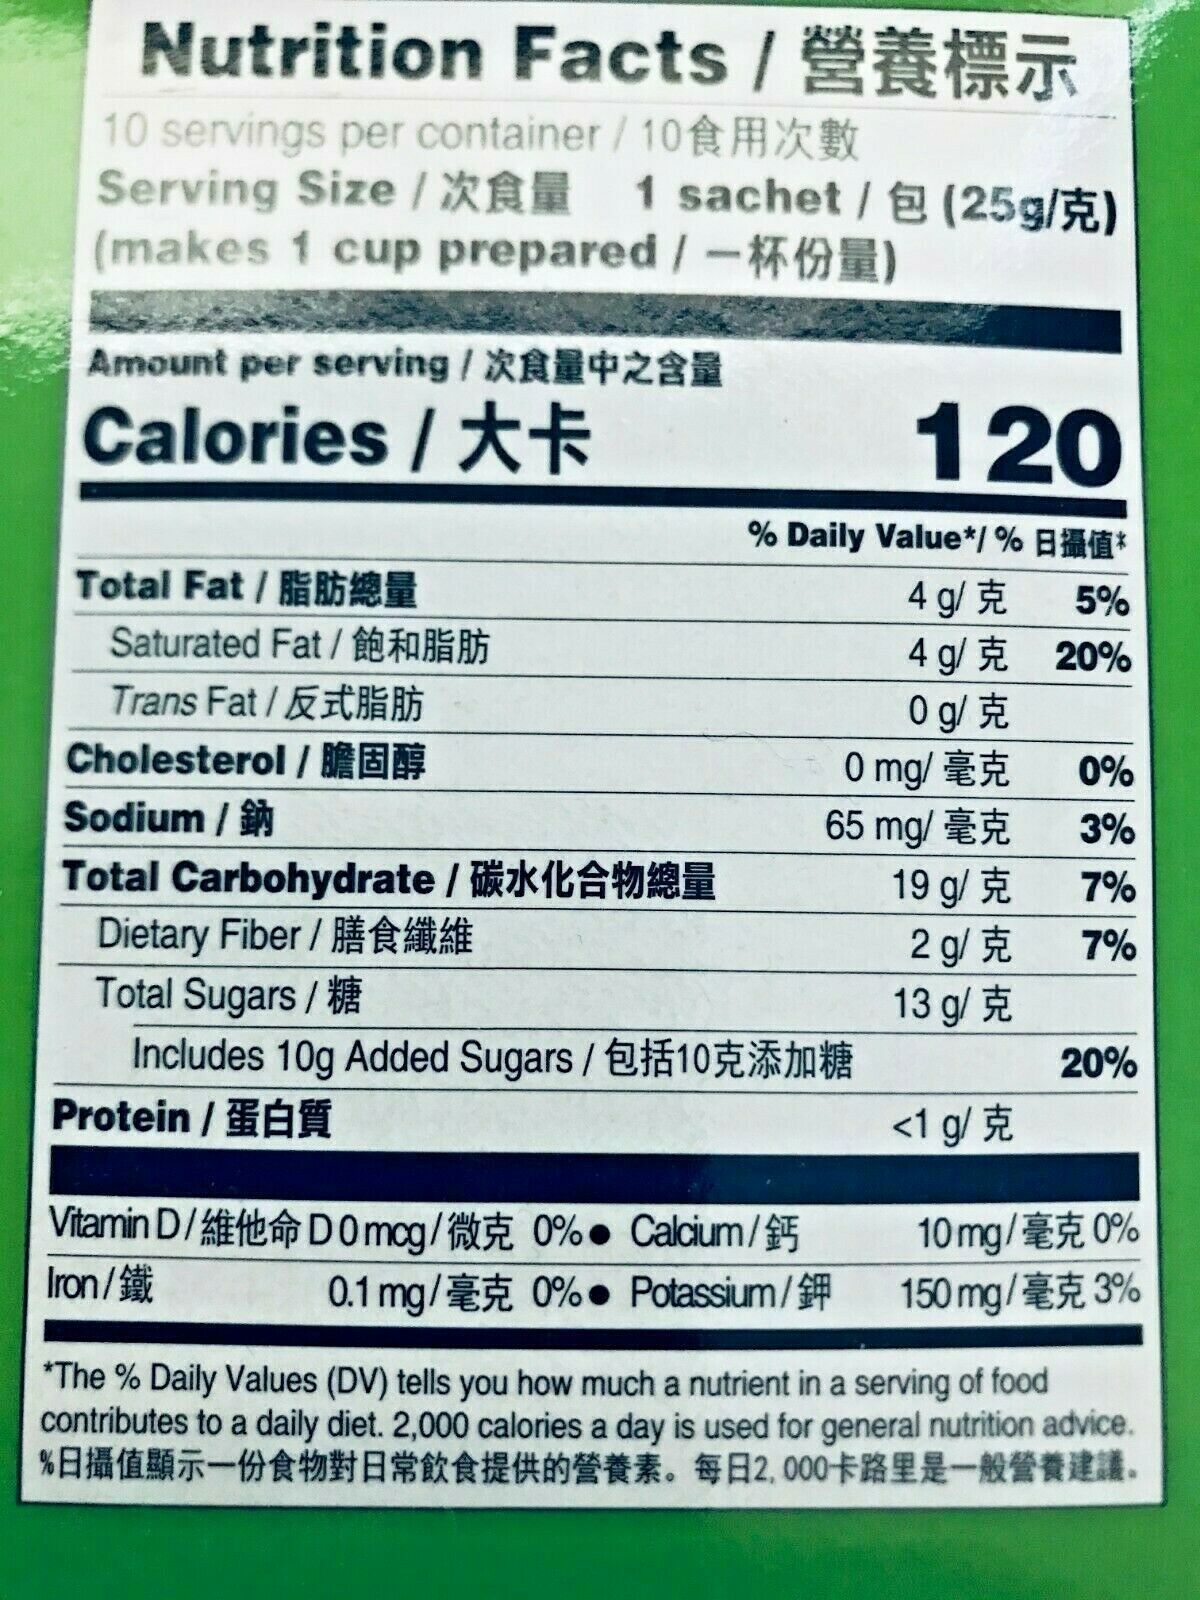 Nutrition Facts / 營養標示
10 servings per container / 10食用次數
Serving Size / 次食量 1 sachet / 包 (25g/克)
(makes 1 cup prepared / 一杯份量)
Amount per serving / 次食量中之含量
Calories / 大卡 120
% Daily Value*/ % 日攝值*
Total Fat / 脂肪總量 4 g/ 克 5%
Saturated Fat / 飽和脂肪 4 g/ 克 20%
Trans Fat / 反式脂肪 0 g/ 克
Cholesterol / 膽固醇 0 mg/ 毫克 0%
Sodium / 鈉 65 mg/ 毫克 3%
Total Carbohydrate / 碳水化合物總量 19 g/ 克 7%
Dietary Fiber / 膳食纖維 2 g/ 克 7%
Total Sugars / 糖 13 g/ 克
Includes 10g Added Sugars / 包括10克添加糖 20%
Protein / 蛋白質 <1 g/ 克
Vitamin D / 維他命 D 0 mcg / 微克 0% ● Calcium / 鈣 10 mg / 毫克 0%
Iron / 鐵 0.1 mg / 毫克 0% ● Potassium / 鉀 150 mg / 毫克 3%
*The % Daily Values (DV) tells you how much a nutrient in a serving of food
contributes to a daily diet. 2,000 calories a day is used for general nutrition advice.
%日攝值顯示一份食物對日常飲食提供的營養素。每日2,000卡路里是一般營養建議。